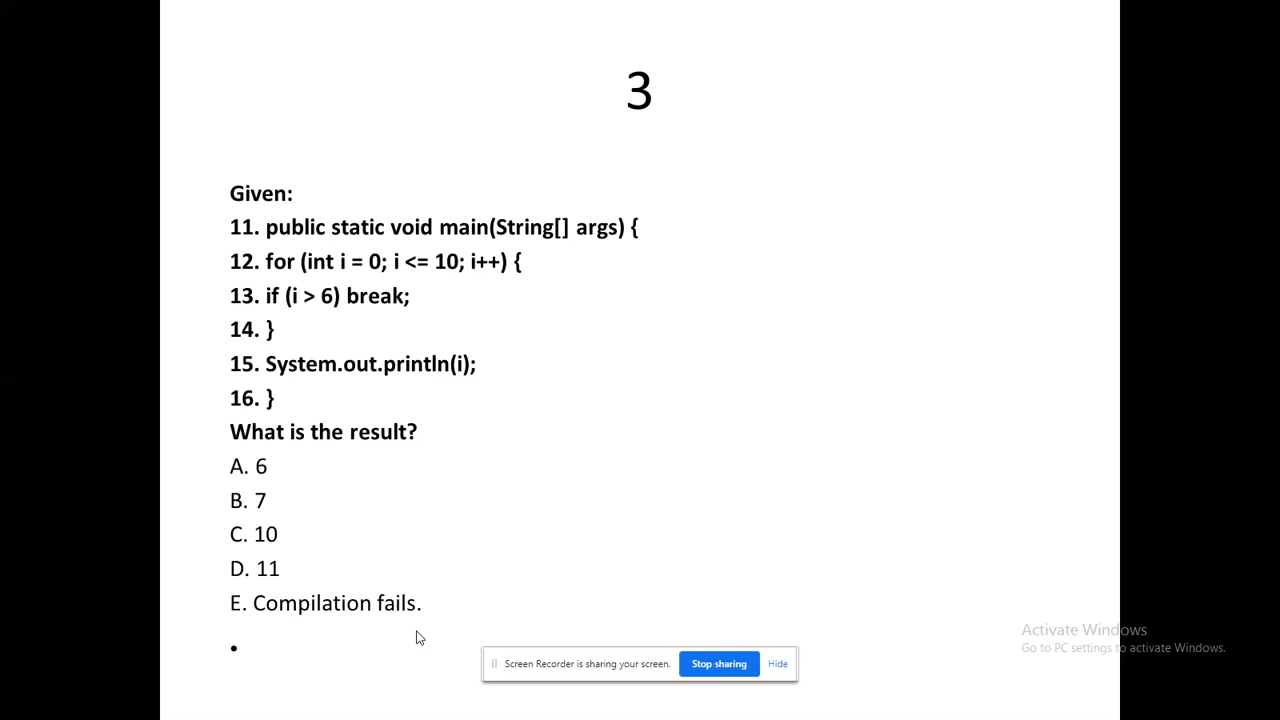 3
Given:
11. public static void main(String[] args) {
12. for (int i = 0; i <= 10; i++) {
13. if (i > 6) break;
14. }
15. System.out.println(i);
16. }
What is the result?
A. 6
B. 7
C. 10
D. 11
E. Compilation fails.
•
Activate Windows
Go to PC settings to activate Windows.
Screen Recorder is sharing your screen. Stop sharing Hide